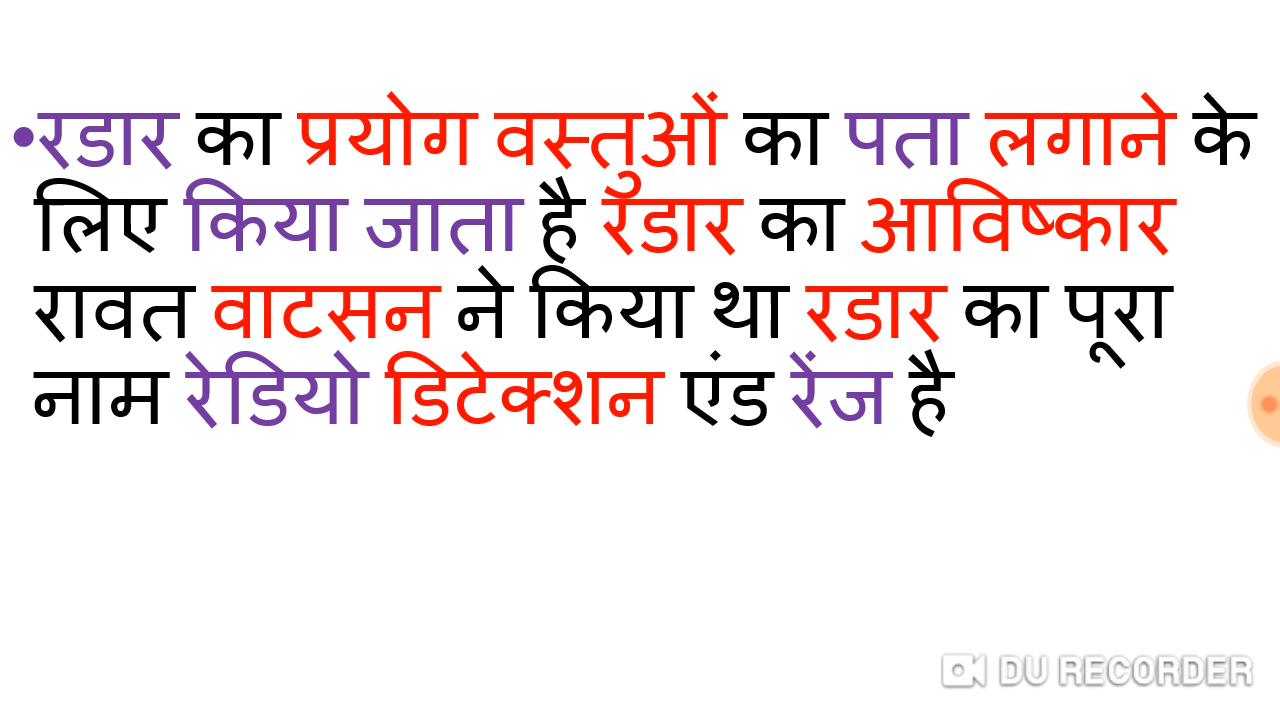 •रडार का प्रयोग वस्तुओं का पता लगाने के
लिए किया जाता है रडार का आविष्कार
रावत वाटसन ने किया था रडार का पूरा
नाम रेडियो डिटेक्शन एंड रेंज है
DU RECORDER